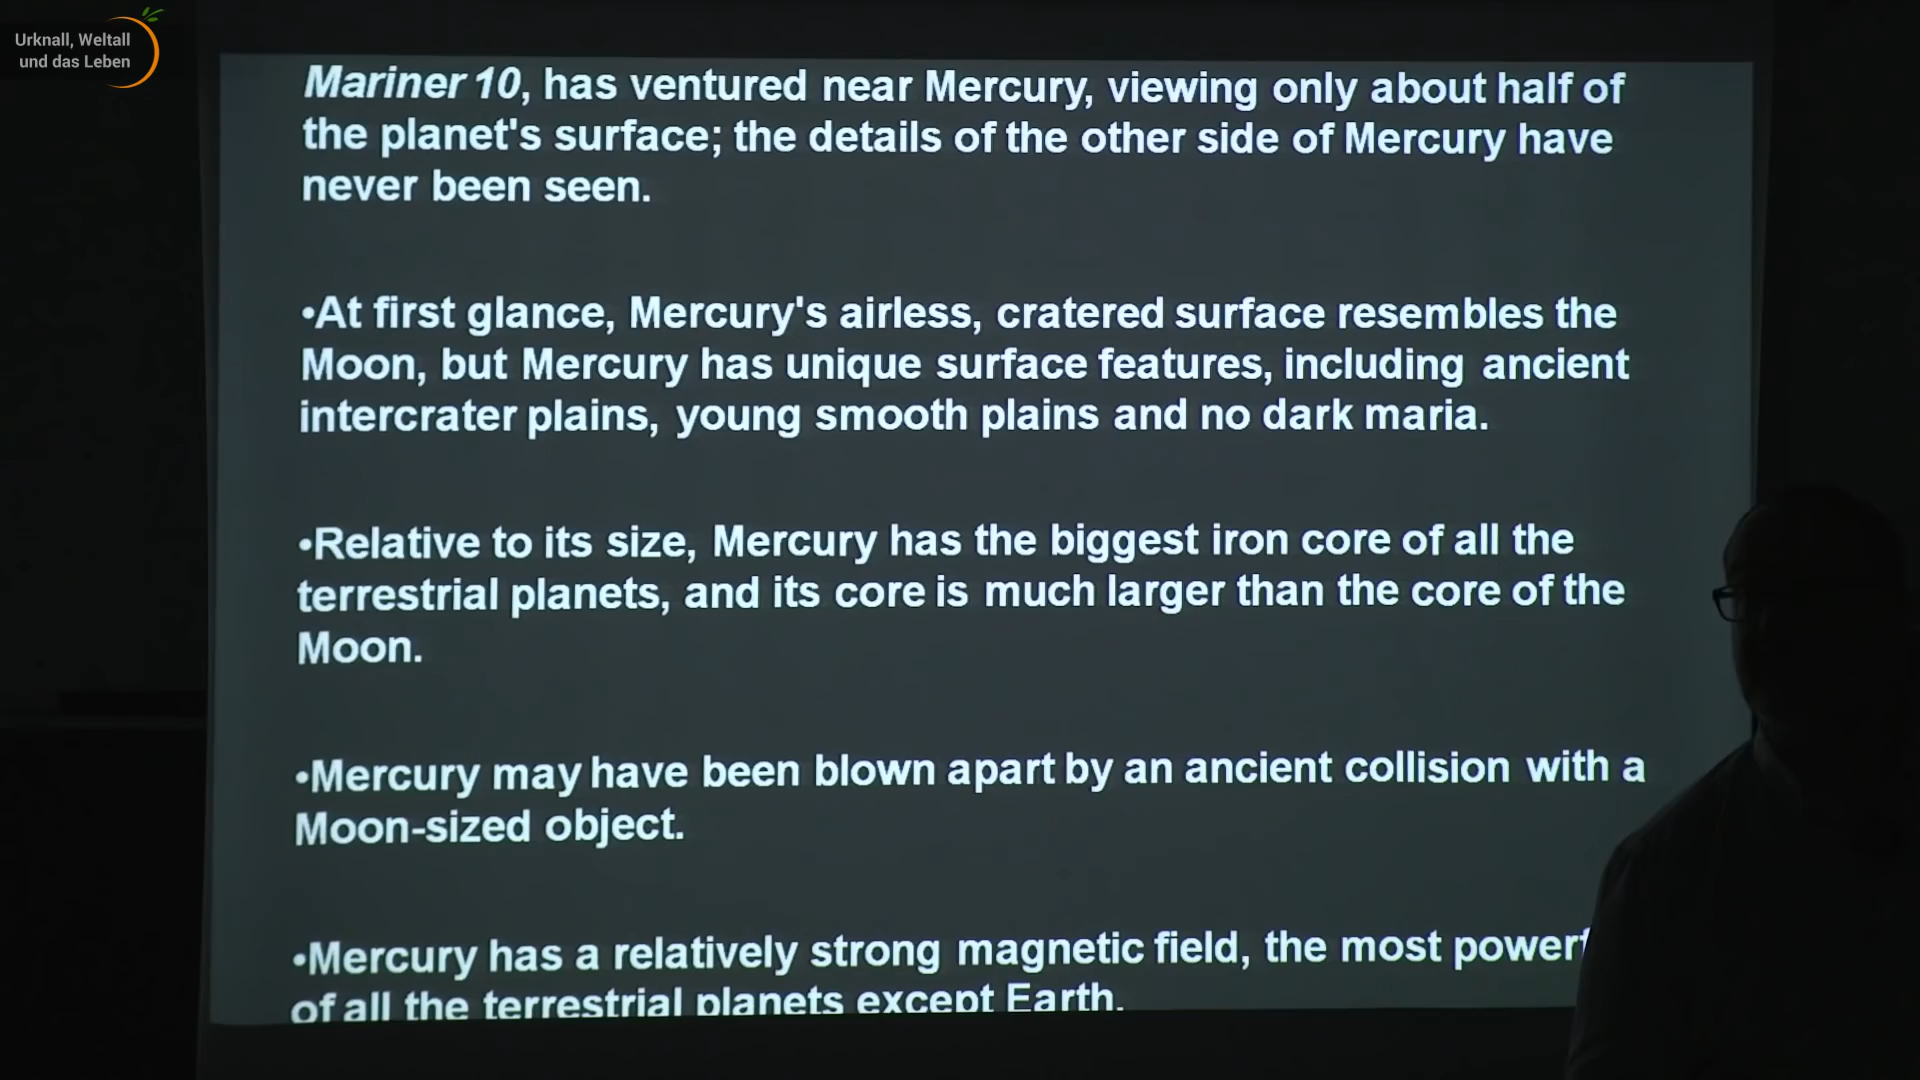 Urknall, Weltall
und das Leben
Mariner 10, has ventured near Mercury, viewing only about half of
the planet's surface; the details of the other side of Mercury have
never been seen.
•At first glance, Mercury's airless, cratered surface resembles the
Moon, but Mercury has unique surface features, including ancient
intercrater plains, young smooth plains and no dark maria.
•Relative to its size, Mercury has the biggest iron core of all the
terrestrial planets, and its core is much larger than the core of the
Moon.
•Mercury may have been blown apart by an ancient collision with a
Moon-sized object.
•Mercury has a relatively strong magnetic field, the most
of all the terrestrial planets except Earth.